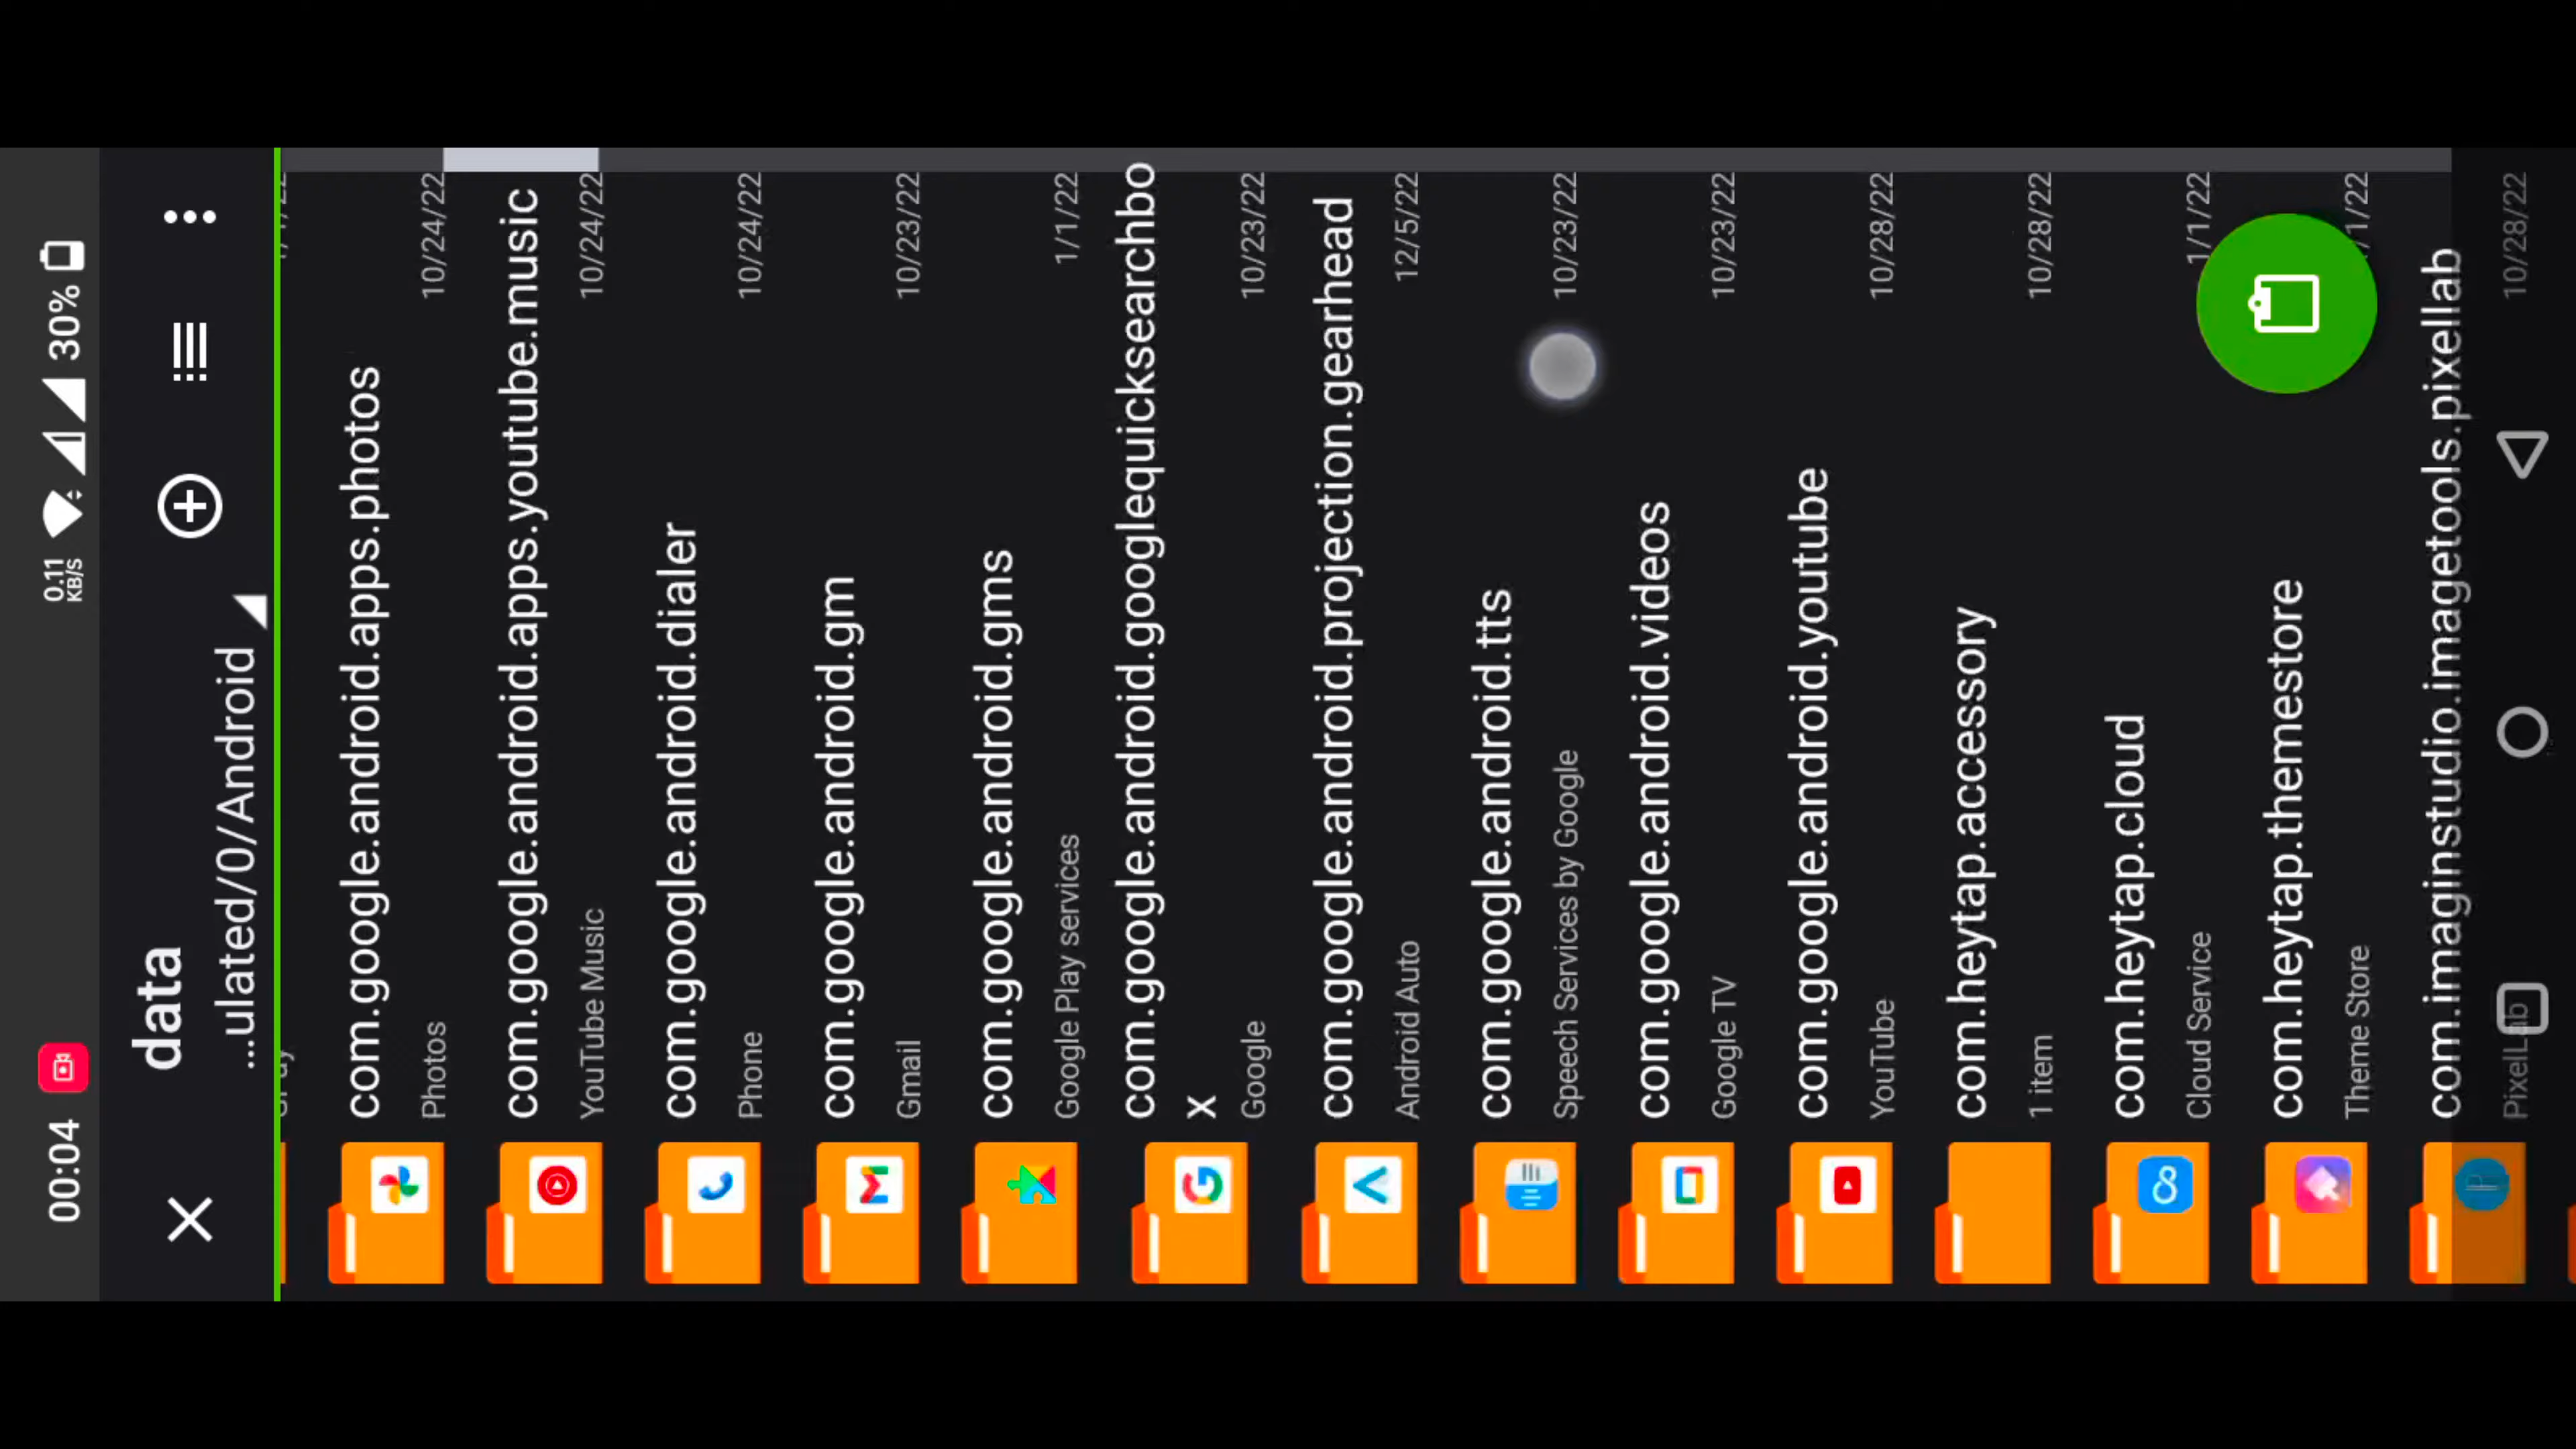 00:04
0.11
KB/S
30%
data
...ulated/0/Android
com.google.android.apps.photos
Photos
10/24/22
com.google.android.apps.youtube.music
YouTube Music
10/24/22
com.google.android.dialer
Phone
10/24/22
com.google.android.gm
Gmail
10/23/22
com.google.android.gms
Google Play services
1/1/22
com.google.android.googlequicksearchbo
x
Google
10/23/22
com.google.android.projection.gearhead
Android Auto
12/5/22
com.google.android.tts
Speech Services by Google
10/23/22
com.google.android.videos
Google TV
10/23/22
com.google.android.youtube
YouTube
10/28/22
com.heytap.accessory
1 item
10/28/22
com.heytap.cloud
Cloud Service
1/1/22
com.heytap.themestore
Theme Store
com.imaginstudio.imagetools.pixellab
PixelLab
10/28/22